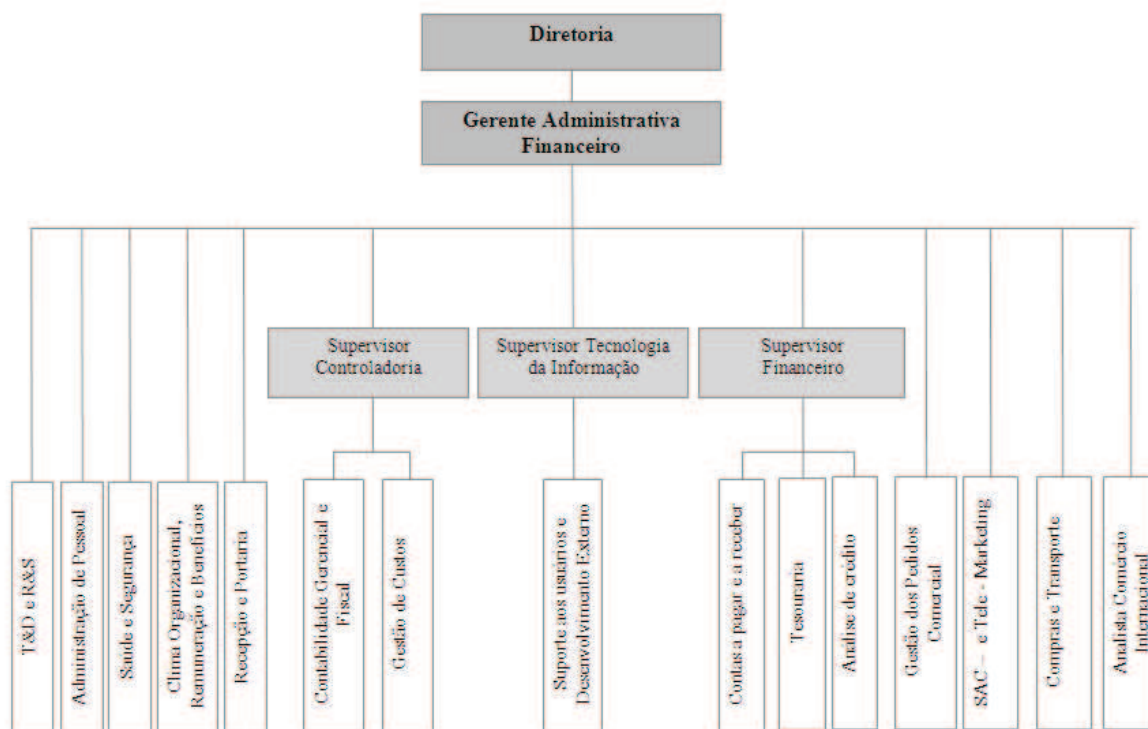 Diretoria
Gerente Administrativa
Financeiro
Supervisor
Controladoria
Supervisor Tecnologia
da Informação
Supervisor
Financeiro
T&D e R&S
Administração de Pessoal
Saúde e Segurança
Clima Organizacional,
Remuneração e Benefícios
Recepção e Portaria
Contabilidade Gerencial e
Fiscal
Gestão de Custos
Suporte aos usuários e
Desenvolvimento Externo
Contas a pagar e a receber
Tesouraria
Análise de crédito
Gestão dos Pedidos
Comercial
SAC – e Tele - Marketing
Compras e Transporte
Analista Comércio
Internacional